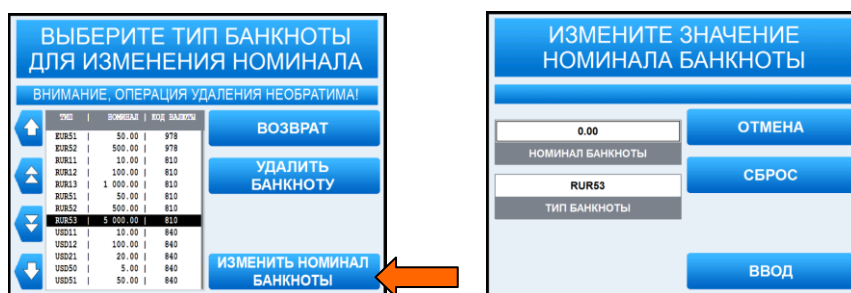 ВЫБЕРИТЕ ТИП БАНКНОТЫ
ДЛЯ ИЗМЕНЕНИЯ НОМИНАЛА
ВНИМАНИЕ, ОПЕРАЦИЯ УДАЛЕНИЯ НЕОБРАТИМА!
ТИП | НОМИНАЛ | КОД ВАЛЮТЫ
EUR51 | 50.00 | 978
EUR52 | 500.00 | 978
RUR11 | 10.00 | 810
RUR12 | 100.00 | 810
RUR13 | 1 000.00 | 810
RUR51 | 50.00 | 810
RUR52 | 500.00 | 810
RUR53 | 5 000.00 | 810
USD11 | 10.00 | 840
USD12 | 100.00 | 840
USD21 | 20.00 | 840
USD50 | 5.00 | 840
USD51 | 50.00 | 840
ВОЗВРАТ
УДАЛИТЬ
БАНКНОТУ
ИЗМЕНИТЬ НОМИНАЛ
БАНКНОТЫ
ИЗМЕНИТЕ ЗНАЧЕНИЕ
НОМИНАЛА БАНКНОТЫ
0.00
НОМИНАЛ БАНКНОТЫ
RUR53
ТИП БАНКНОТЫ
ОТМЕНА
СБРОС
ВВОД